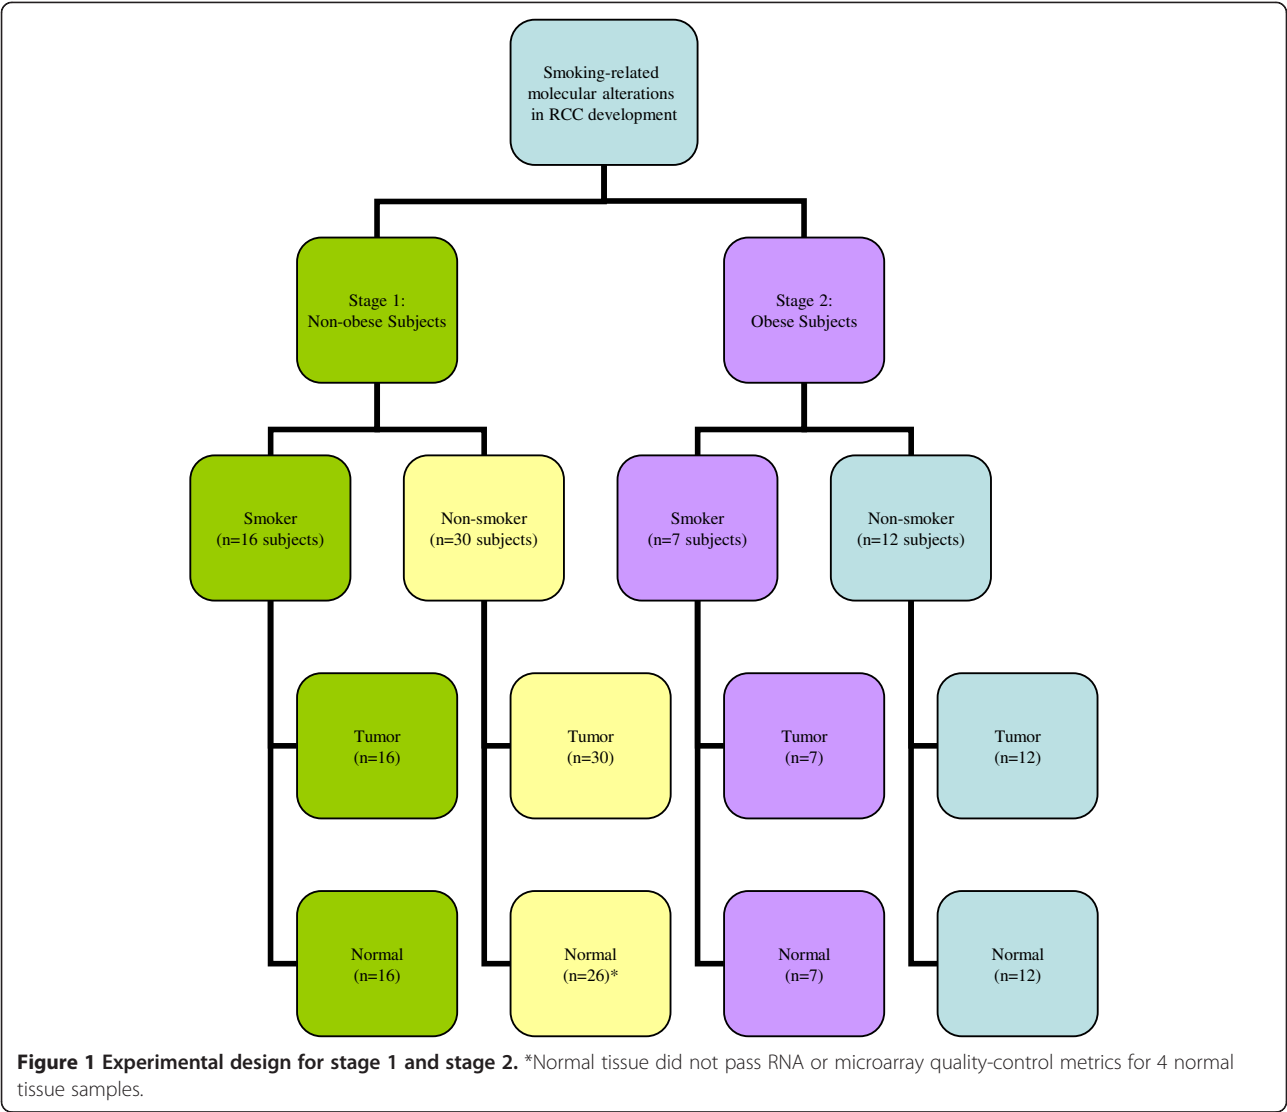 Smoking-related
molecular alterations
in RCC development
Stage 1:
Non-obese Subjects
Stage 2:
Obese Subjects
Smoker
(n=16 subjects)
Non-smoker
(n=30 subjects)
Smoker
(n=7 subjects)
Non-smoker
(n=12 subjects)
Tumor
(n=16)
Tumor
(n=30)
Tumor
(n=7)
Tumor
(n=12)
Normal
(n=16)
Normal
(n=26)*
Normal
(n=7)
Normal
(n=12)
Figure 1 Experimental design for stage 1 and stage 2. *Normal tissue did not pass RNA or microarray quality-control metrics for 4 normal
tissue samples.